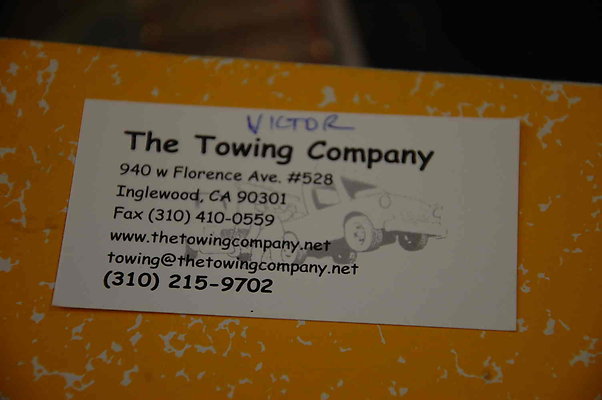 VICTOR
The Towing Company
940 w Florence Ave. #528
Inglewood, CA 90301
Fax (310) 410-0559
www.thetowingcompany.net
towing@thetowingcompany.net
(310) 215-9702